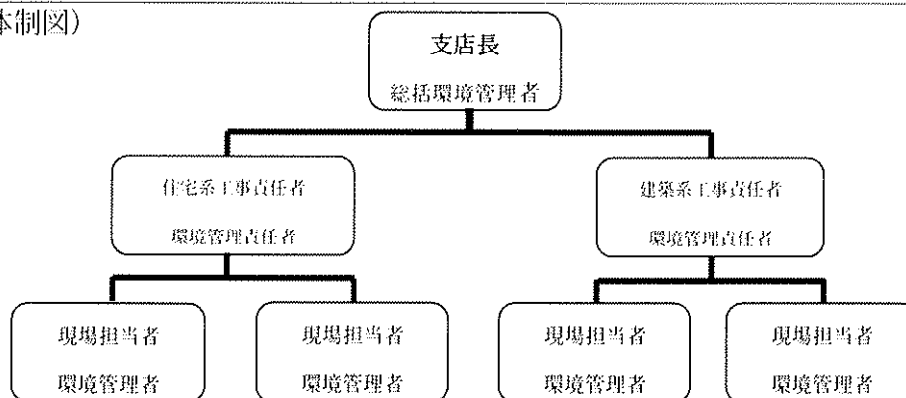 体制図）
支店長
総括環境管理者
住宅系工事責任者
環境管理責任者
建築系工事責任者
環境管理責任者
現場担当者
環境管理者
現場担当者
環境管理者
現場担当者
環境管理者
現場担当者
環境管理者